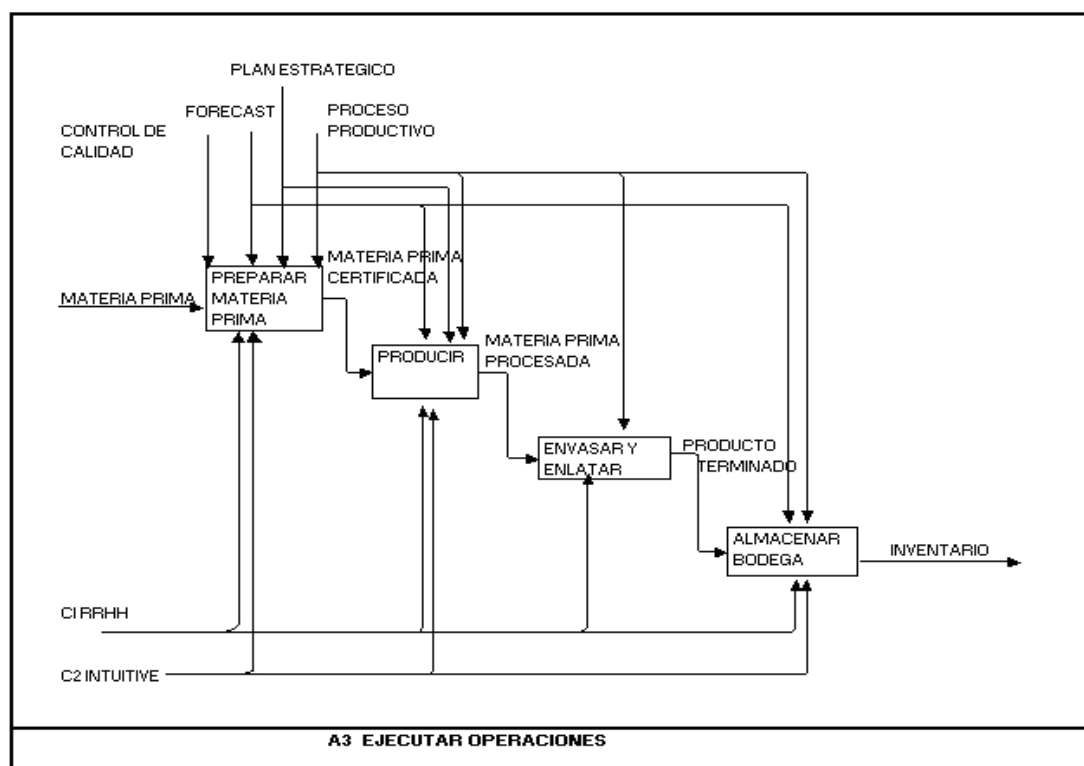 PLAN ESTRATEGICO
FORECAST
PROCESO
PRODUCTIVO
CONTROL DE
CALIDAD
MATERIA PRIMA
CERTIFICADA
PREPARAR
MATERIA
PRIMA
MATERIA PRIMA
PRODUCIR
MATERIA PRIMA
PROCESADA
ENVASAR Y
ENLATAR
PRODUCTO
TERMINADO
ALMACENAR
BODEGA
INVENTARIO
CI RRHH
C2 INTUITIVE
A3 EJECUTAR OPERACIONES